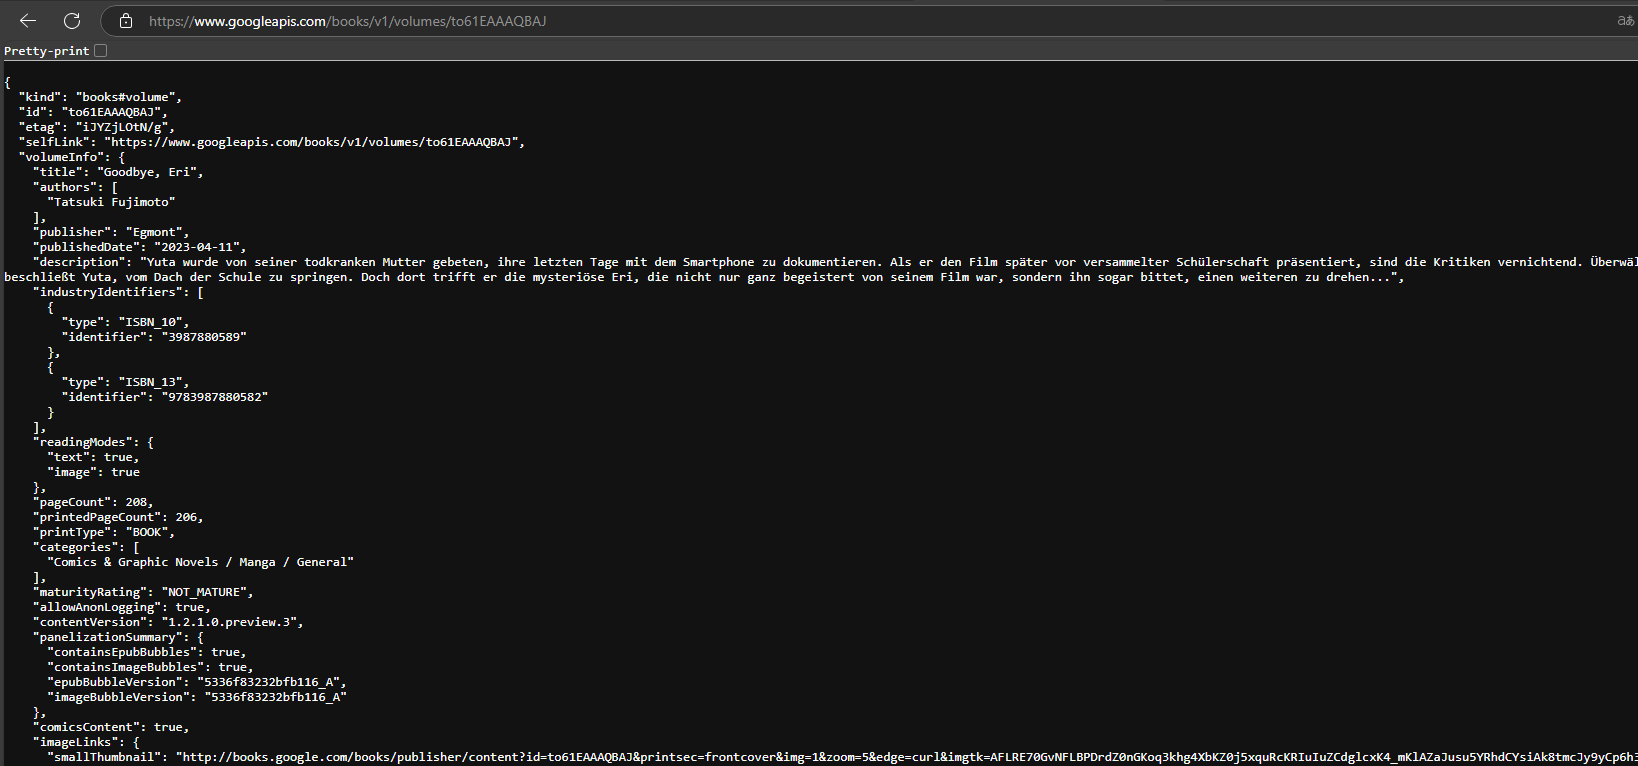 https://www.googleapis.com/books/v1/volumes/to61EAAAQBAJ
aあ
Pretty-print
{
"kind": "books#volume",
"id": "to61EAAAQBAJ",
"etag": "iJYZjLOtN/g",
"selfLink": "https://www.googleapis.com/books/v1/volumes/to61EAAAQBAJ",
"volumeInfo": {
"title": "Goodbye, Eri",
"authors": [
"Tatsuki Fujimoto"
],
"publisher": "Egmont",
"publishedDate": "2023-04-11",
"description": "Yuta wurde von seiner todkranken Mutter gebeten, ihre letzten Tage mit dem Smartphone zu dokumentieren. Als er den Film später vor versammelter Schülerschaft präsentiert, sind die Kritiken vernichtend. Überwäl
beschließt Yuta, vom Dach der Schule zu springen. Doch dort trifft er die mysteriöse Eri, die nicht nur ganz begeistert von seinem Film war, sondern ihn sogar bittet, einen weiteren zu drehen...",
"industryIdentifiers": [
{
"type": "ISBN_10",
"identifier": "3987880589"
},
{
"type": "ISBN_13",
"identifier": "9783987880582"
}
],
"readingModes": {
"text": true,
"image": true
},
"pageCount": 208,
"printedPageCount": 206,
"printType": "BOOK",
"categories": [
"Comics & Graphic Novels / Manga / General"
],
"maturityRating": "NOT_MATURE",
"allowAnonLogging": true,
"contentVersion": "1.2.1.0.preview.3",
"panelizationSummary": {
"containsEpubBubbles": true,
"containsImageBubbles": true,
"epubBubbleVersion": "5336f83232bfb116_A",
"imageBubbleVersion": "5336f83232bfb116_A"
},
"comicsContent": true,
"imageLinks": {
"smallThumbnail": "http://books.google.com/books/publisher/content?id=to61EAAAQBAJ&printsec=frontcover&img=1&zoom=5&edge=curl&imgtk=AFLRE70GvNFLBPDrdZ0nGKoq3khg4XbKZ0j5xquRcKRIuIuZCdglcxK4_mKlAZaJusu5YRhdCYsiAk8tmcJy9yCp6h